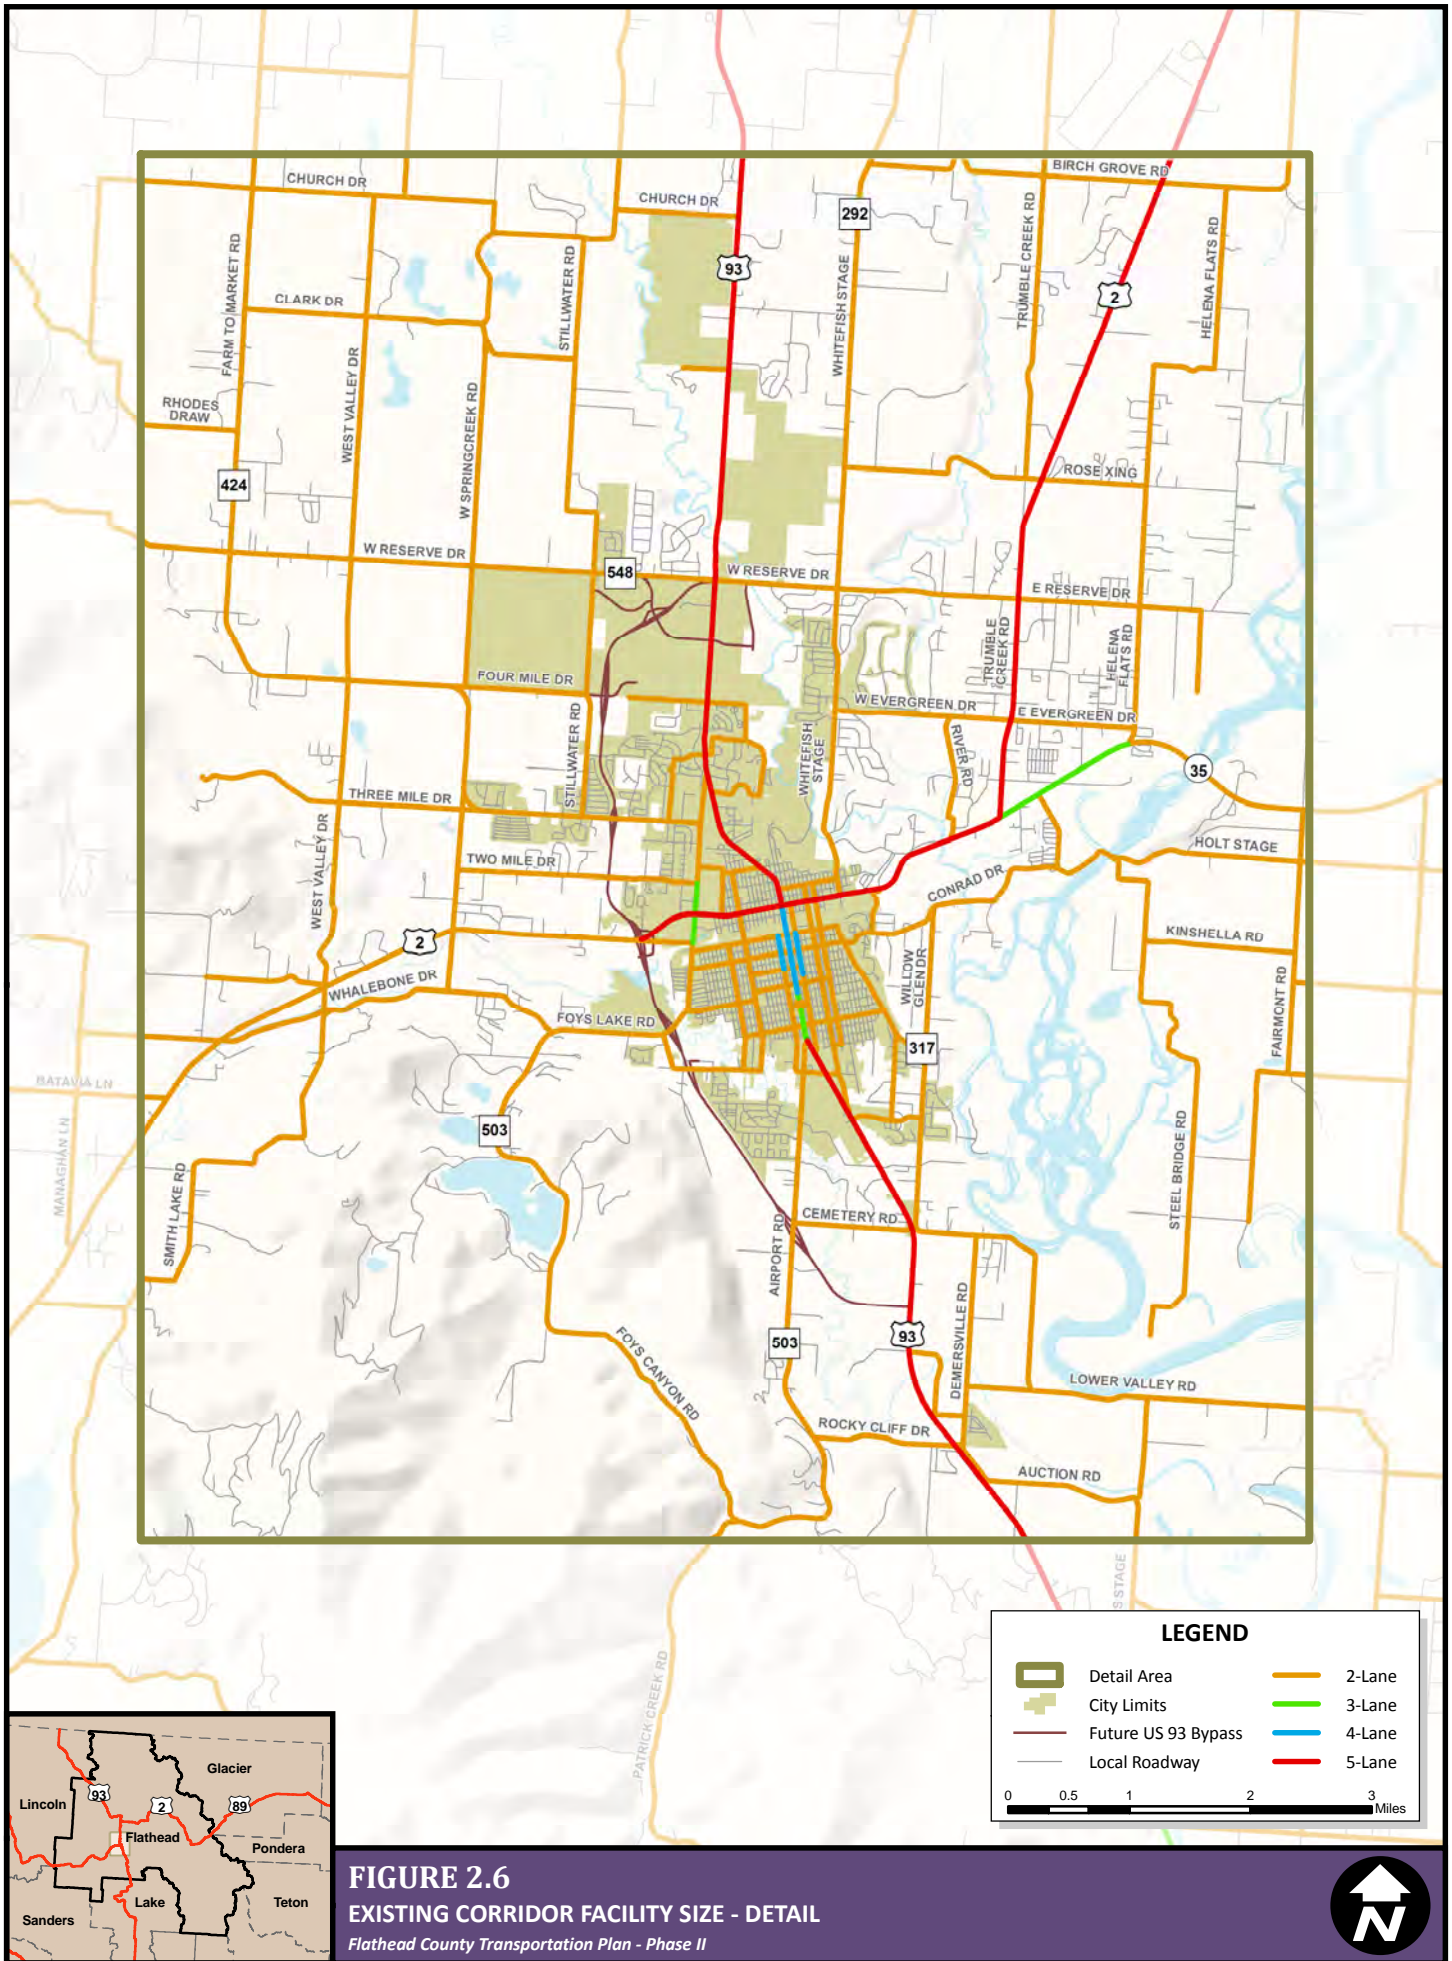 BIRCH GROVE RD
CHURCH DR
CHURCH DR
292
FARM TO MARKET RD
STILLWATER RD
93
WHITEFISH STAGE
TRUMBLE CREEK RD
2
HELENA FLATS RD
CLARK DR
WEST VALLEY DR
W SPRINGCREEK RD
RHODES
DRAW
424
ROSE XING
W RESERVE DR
548
W RESERVE DR
E RESERVE DR
TRUMBLE
CREEK RD
HELENA
FLATS RD
FOUR MILE DR
STILLWATER RD
W EVERGREEN DR
E EVERGREEN DR
WHITEFISH
STAGE
RIVER RD
35
THREE MILE DR
WEST VALLEY DR
TWO MILE DR
HOLT STAGE
CONRAD DR
2
KINSHELLA RD
WHALEBONE DR
WILLOW
GLEN DR
FAIRMONT RD
FOYS LAKE RD
317
BATAVIA LN
MANAGHAN LN
503
STEEL BRIDGE RD
SMITH LAKE RD
CEMETERY RD
AIRPORT RD
DEMERSVILLE RD
503
93
FOYS CANYON RD
LOWER VALLEY RD
ROCKY CLIFF DR
AUCTION RD
S STAGE
PATRICK CREEK RD
LEGEND
Detail Area
City Limits
Future US 93 Bypass
Local Roadway
2-Lane
3-Lane
4-Lane
5-Lane
0 0.5 1 2 3
Miles
Glacier
93
2
89
Lincoln
Flathead
Pondera
Lake
Teton
Sanders
FIGURE 2.6
EXISTING CORRIDOR FACILITY SIZE - DETAIL
Flathead County Transportation Plan - Phase II
N